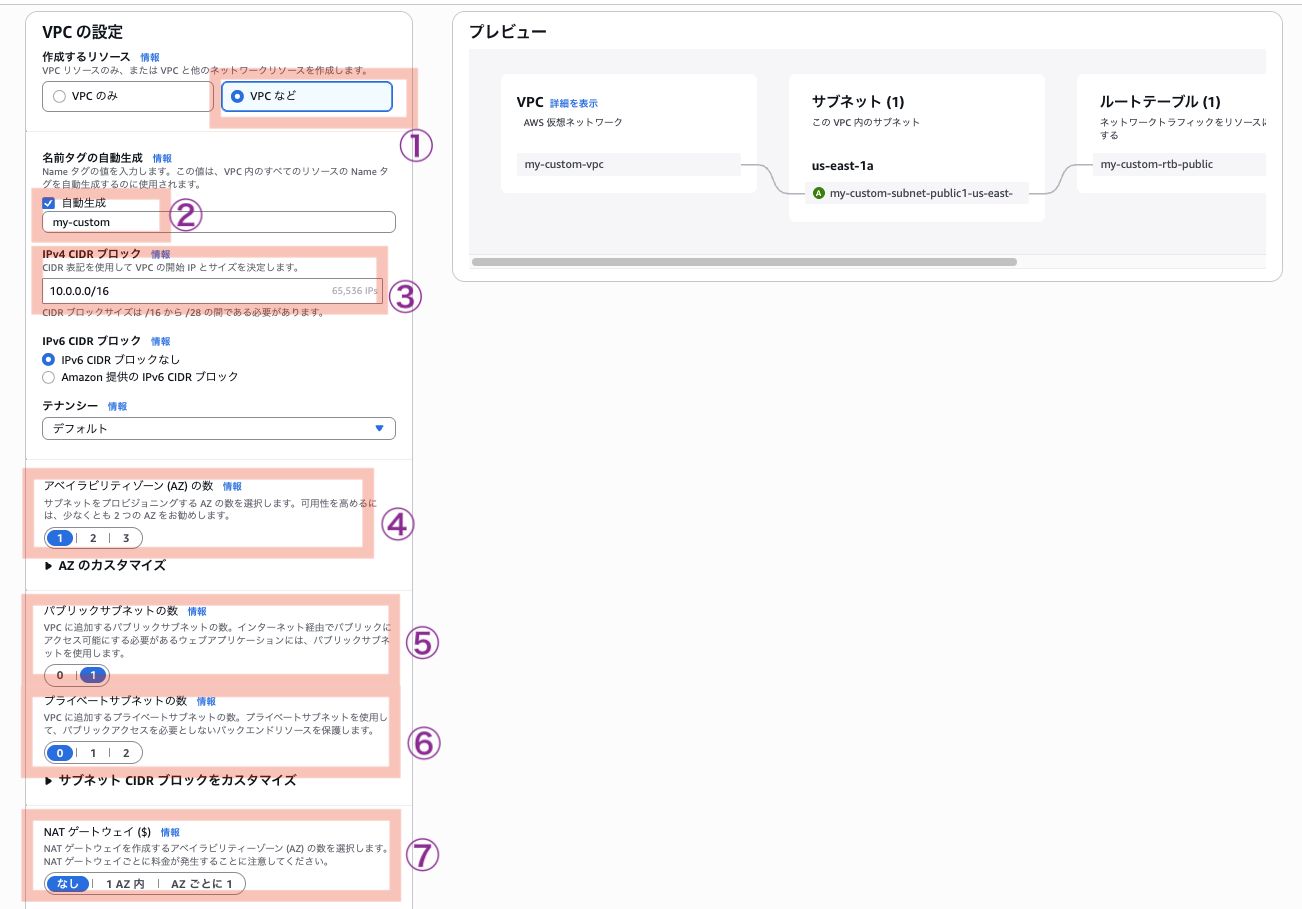 VPC の設定
作成するリソース 情報
VPC リソースのみ、または VPC と他のネットワークリソースを作成します。
VPC のみ
VPC など
①
名前タグの自動生成 情報
Name タグの値を入力します。この値は、VPC 内のすべてのリソースの Name タ
グを自動生成するのに使用されます。
自動生成
②
my-custom
IPv4 CIDR ブロック 情報
CIDR 表記を使用して VPC の開始 IP とサイズを決定します。
10.0.0.0/16
65,536 IPs
③
CIDR ブロックサイズは /16 から /28 の間である必要があります。
IPv6 CIDR ブロック 情報
IPv6 CIDR ブロックなし
Amazon 提供の IPv6 CIDR ブロック
テナンシー 情報
デフォルト
アベイラビリティゾーン (AZ) の数 情報
サブネットをプロビジョニングする AZ の数を選択します。可用性を高めるに
は、少なくとも 2 つの AZ をお勧めします。
④
1 2 3
AZ のカスタマイズ
パブリックサブネットの数 情報
VPC に追加するパブリックサブネットの数。インターネット経由でパブリックに
アクセス可能にする必要があるウェブアプリケーションには、パブリックサブネ
ットを使用します。
⑤
0 1
プライベートサブネットの数 情報
VPC に追加するプライベートサブネットの数。プライベートサブネットを使用し
て、パブリックアクセスを必要としないバックエンドリソースを保護します。
⑥
0 1 2
サブネット CIDR ブロックをカスタマイズ
NAT ゲートウェイ ($) 情報
NAT ゲートウェイを作成するアベイラビリティーゾーン (AZ) の数を選択します。
NAT ゲートウェイごとに料金が発生することに注意してください。
⑦
なし 1 AZ 内 AZ ごとに 1
プレビュー
VPC 詳細を表示
AWS 仮想ネットワーク
my-custom-vpc
サブネット (1)
この VPC 内のサブネット
us-east-1a
A my-custom-subnet-public1-us-east-
ルートテーブル (1)
ネットワークトラフィックをリソースに
する
my-custom-rtb-public